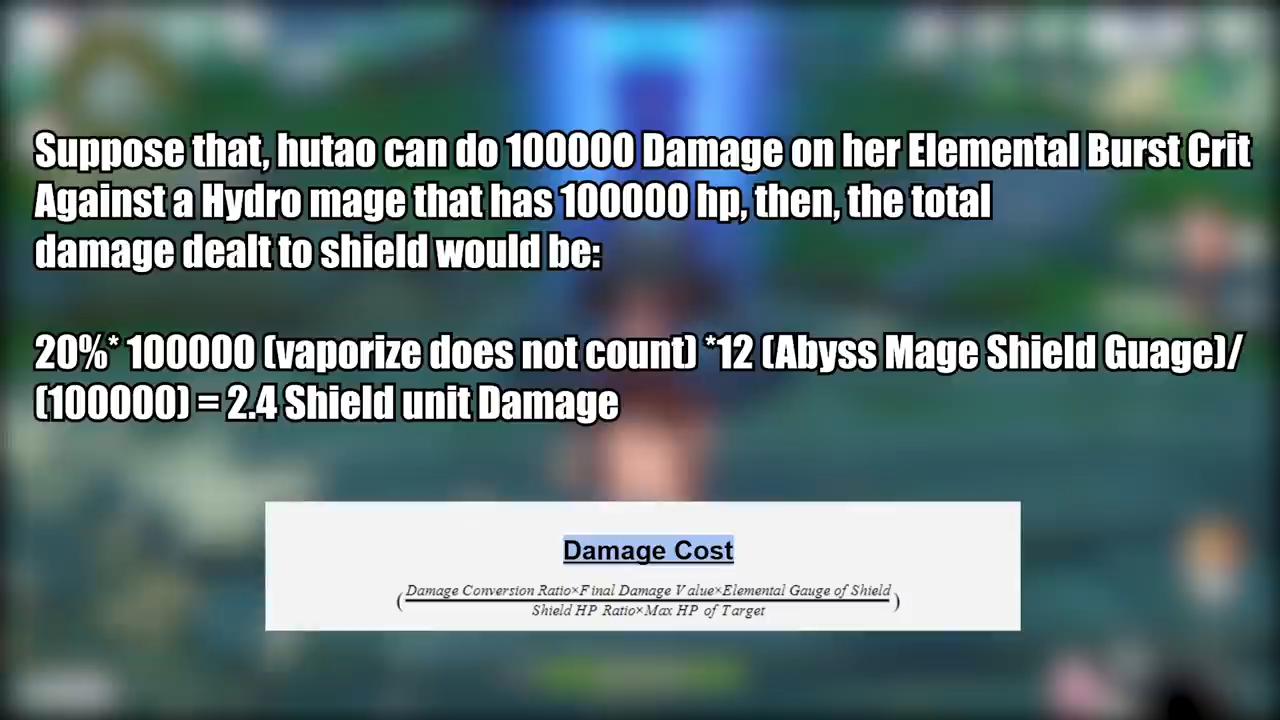 Suppose that, hutao can do 100000 Damage on her Elemental Burst Crit
Against a Hydro mage that has 100000 hp, then, the total
damage dealt to shield would be:
20%* 100000 (vaporize does not count) *12 (Abyss Mage Shield Guage)/
(100000) = 2.4 Shield unit Damage
Damage Cost
(Damage Conversion Ratio×Final Damage Value×Elemental Gauge of Shield
Shield HP Ratio×Max HP of Target)